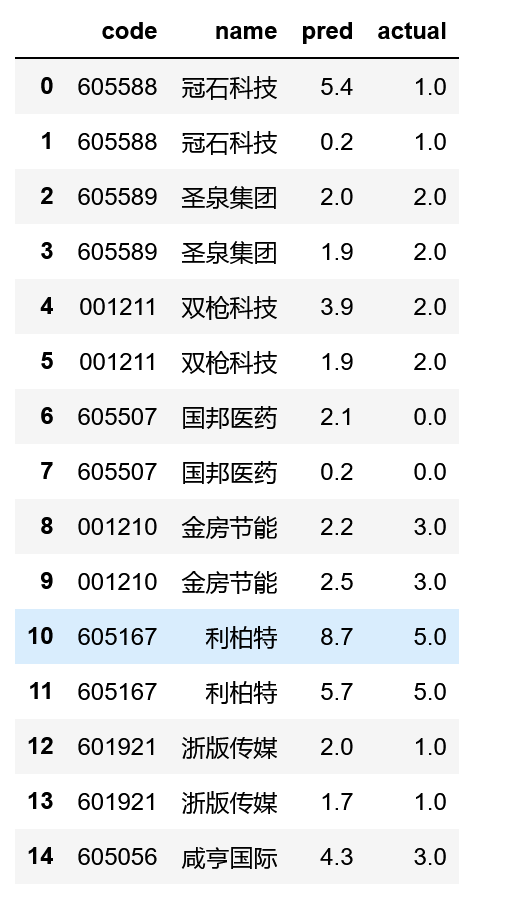 code name pred actual
0 605588 冠石科技 5.4 1.0
1 605588 冠石科技 0.2 1.0
2 605589 圣泉集团 2.0 2.0
3 605589 圣泉集团 1.9 2.0
4 001211 双枪科技 3.9 2.0
5 001211 双枪科技 1.9 2.0
6 605507 国邦医药 2.1 0.0
7 605507 国邦医药 0.2 0.0
8 001210 金房节能 2.2 3.0
9 001210 金房节能 2.5 3.0
10 605167 利柏特 8.7 5.0
11 605167 利柏特 5.7 5.0
12 601921 浙版传媒 2.0 1.0
13 601921 浙版传媒 1.7 1.0
14 605056 咸亨国际 4.3 3.0